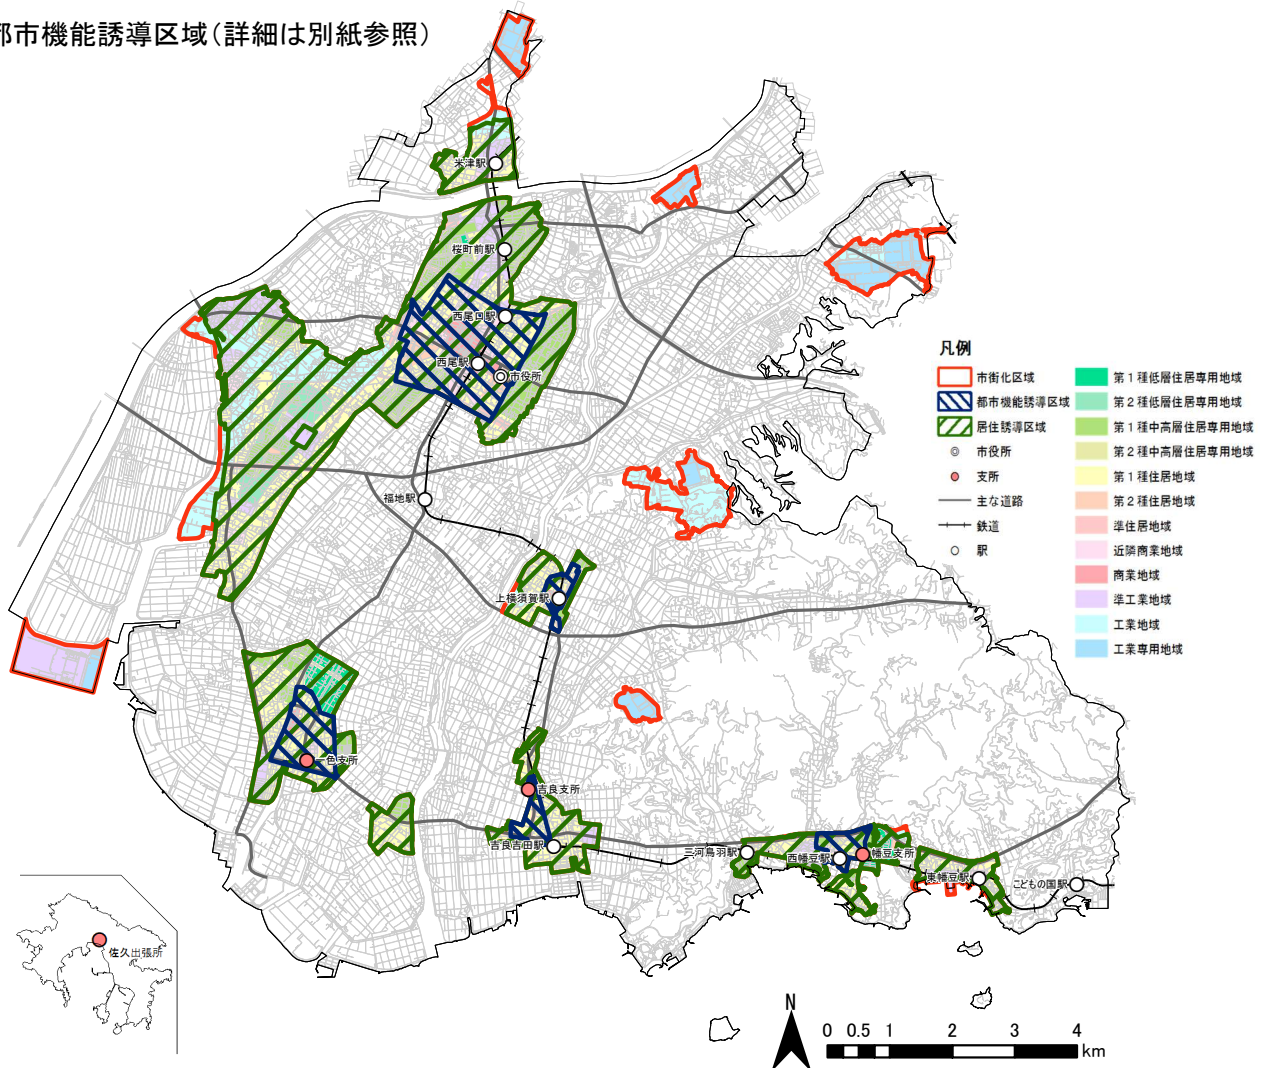 都市機能誘導区域（詳細は別紙参照）
米津駅
桜町前駅
西尾口駅
西尾駅
市役所
福地駅
上横須賀駅
一色支所
吉良支所
吉良吉田駅
三河鳥羽駅
西幡豆駅
幡豆支所
東幡豆駅
こどもの国駅
佐久出張所
凡例
市街化区域
都市機能誘導区域
居住誘導区域
市役所
支所
主な道路
鉄道
駅
第１種低層住居専用地域
第２種低層住居専用地域
第１種中高層住居専用地域
第２種中高層住居専用地域
第１種住居地域
第２種住居地域
準住居地域
近隣商業地域
商業地域
準工業地域
工業地域
工業専用地域
N
0 0.5 1 2 3 4
km